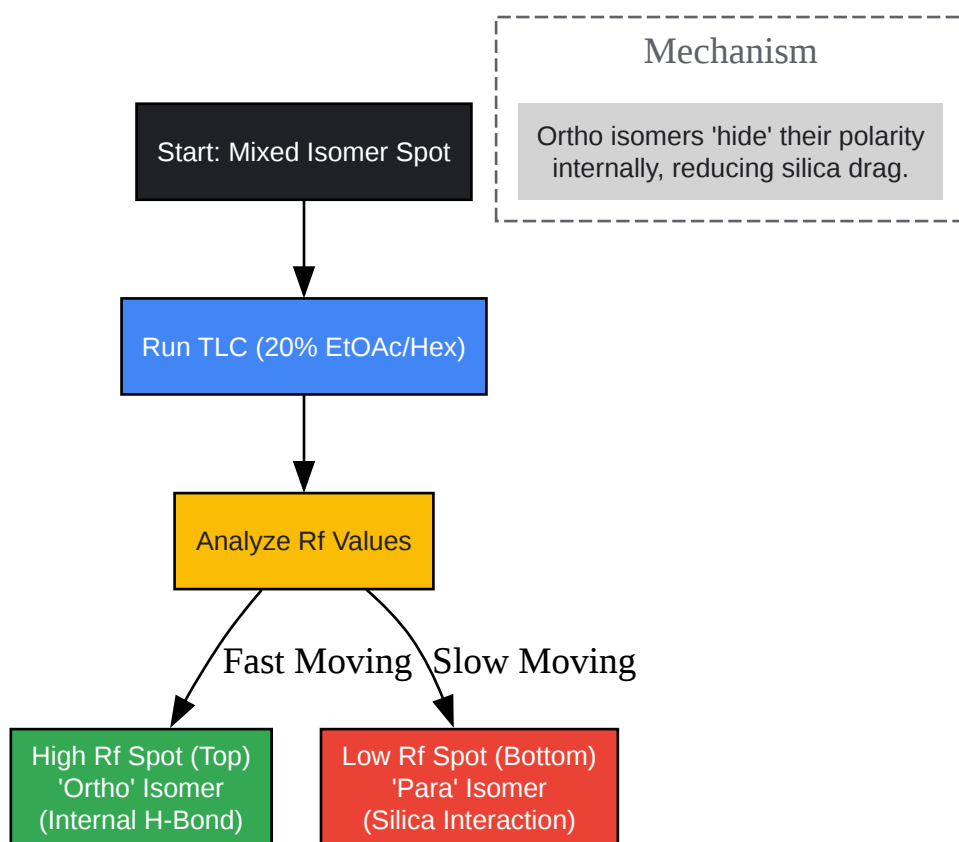 Mechanism
Ortho isomers 'hide' their polarity
internally, reducing silica drag.
Start: Mixed Isomer Spot
Run TLC (20% EtOAc/Hex)
Analyze Rf Values
Fast Moving
Slow Moving
High Rf Spot (Top)
'Ortho' Isomer
(Internal H-Bond)
Low Rf Spot (Bottom)
'Para' Isomer
(Silica Interaction)